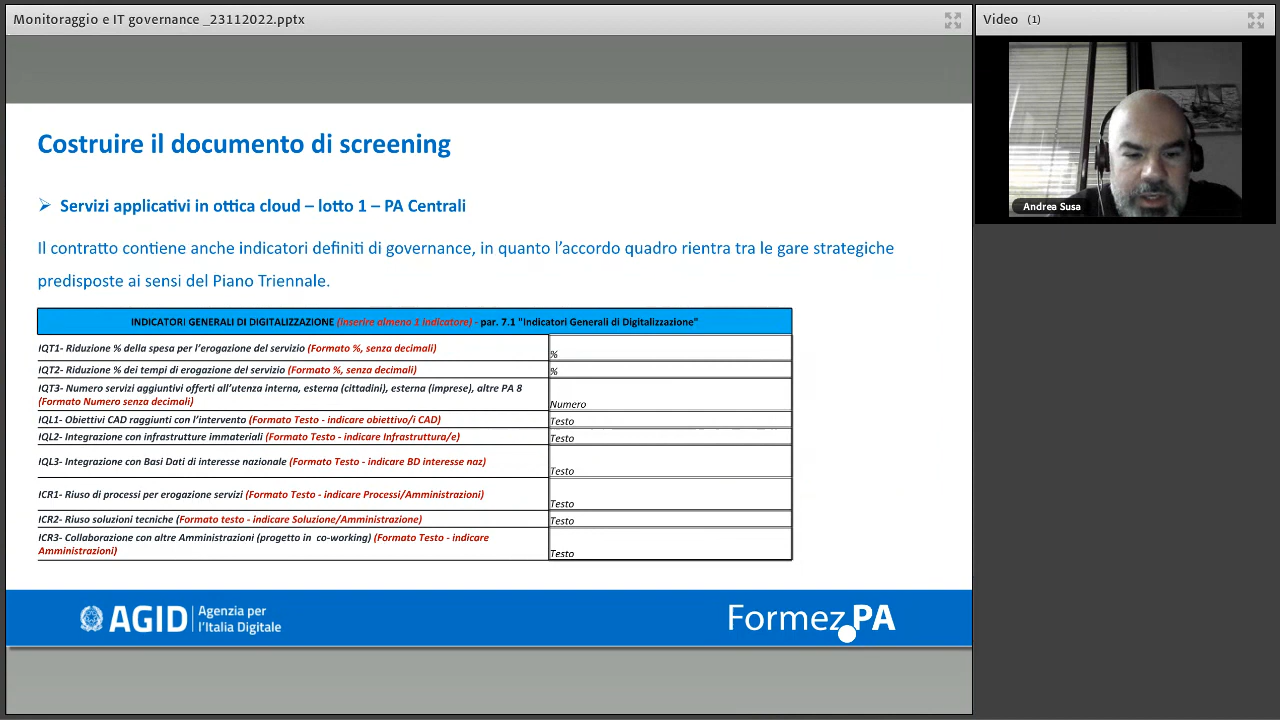 Monitoraggio e IT governance _23112022.pptx
Video (1)
Andrea Susa
Costruire il documento di screening
Servizi applicativi in ottica cloud – lotto 1 – PA Centrali
Il contratto contiene anche indicatori definiti di governance, in quanto l’accordo quadro rientra tra le gare strategiche
predisposte ai sensi del Piano Triennale.
INDICATORI GENERALI DI DIGITALIZZAZIONE (inserire almeno 1 indicatore) - par. 7.1 "Indicatori Generali di Digitalizzazione"
IQT1- Riduzione % della spesa per l’erogazione del servizio (Formato %, senza decimali)
%
IQT2- Riduzione % dei tempi di erogazione del servizio (Formato %, senza decimali)
%
IQT3- Numero servizi aggiuntivi offerti all’utenza interna, esterna (cittadini), esterna (imprese), altre PA 8
(Formato Numero senza decimali)
Numero
IQL1- Obiettivi CAD raggiunti con l’intervento (Formato Testo - indicare obiettivo/i CAD)
Testo
IQL2- Integrazione con infrastrutture immateriali (Formato Testo - indicare Infrastruttura/e)
Testo
IQL3- Integrazione con Basi Dati di interesse nazionale (Formato Testo - indicare BD interesse naz)
Testo
ICR1- Riuso di processi per erogazione servizi (Formato Testo - indicare Processi/Amministrazioni)
Testo
ICR2- Riuso soluzioni tecniche (Formato testo - indicare Soluzione/Amministrazione)
Testo
ICR3- Collaborazione con altre Amministrazioni (progetto in co-working) (Formato Testo - indicare
Amministrazioni)
Testo
AGID
Agenzia per
l’Italia Digitale
Formez PA